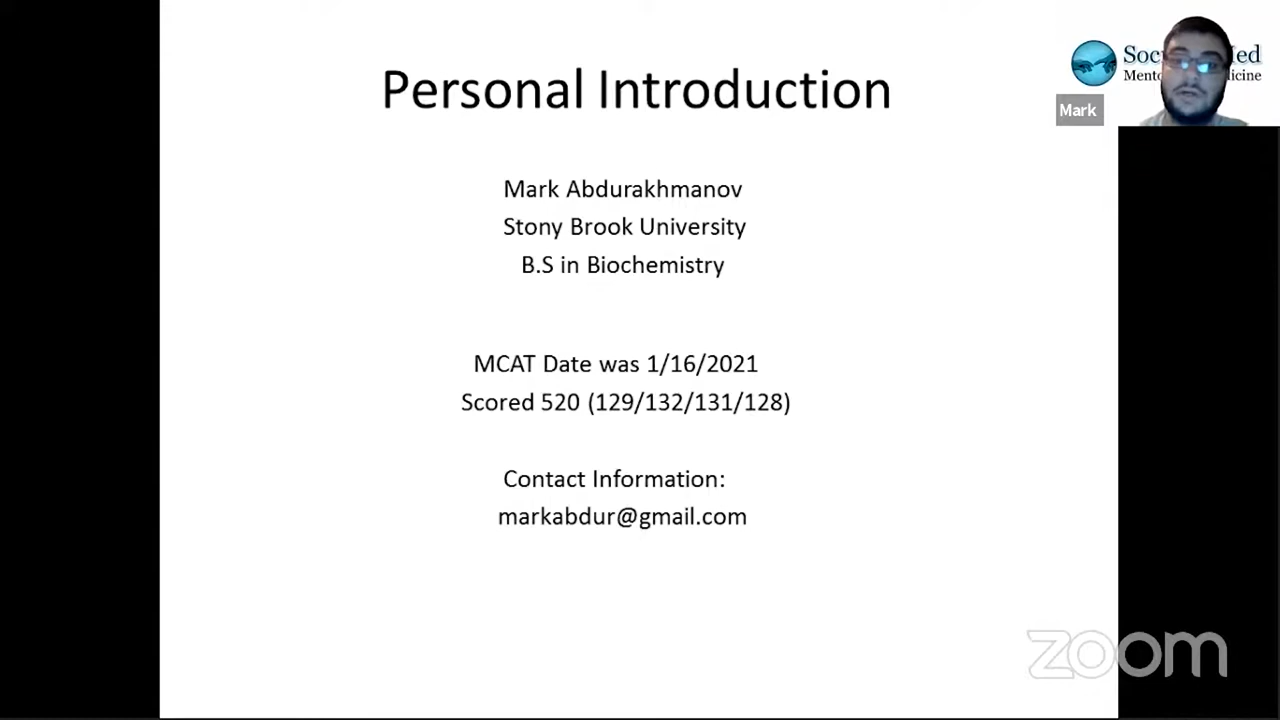 Personal Introduction
Mark
Mark Abdurakhmanov
Stony Brook University
B.S in Biochemistry
MCAT Date was 1/16/2021
Scored 520 (129/132/131/128)
Contact Information:
markabdur@gmail.com
zoom